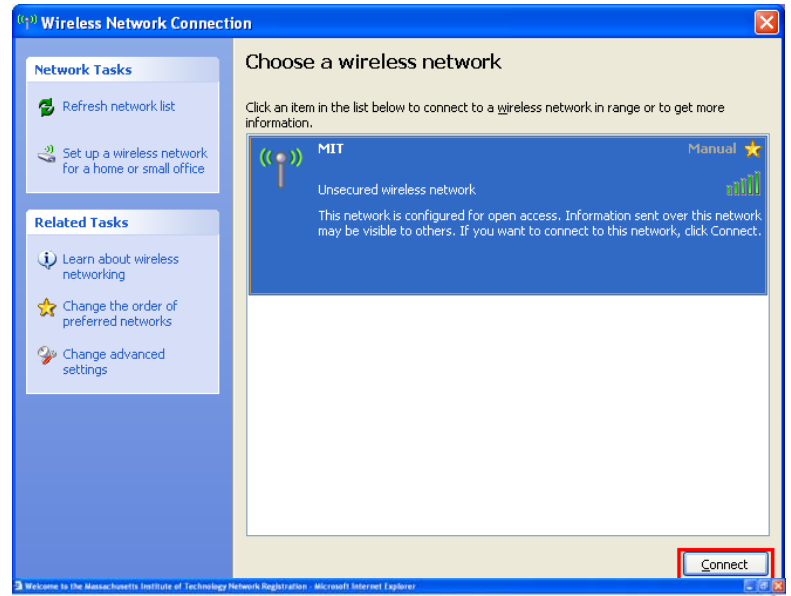 Wireless Network Connection
Network Tasks
Refresh network list
Set up a wireless network
for a home or small office
Related Tasks
Learn about wireless
networking
Change the order of
preferred networks
Change advanced
settings
Choose a wireless network
Click an item in the list below to connect to a wireless network in range or to get more
information.
MIT
Manual
Unsecured wireless network
This network is configured for open access. Information sent over this network
may be visible to others. If you want to connect to this network, click Connect.
Connect
Welcome to the Massachusetts Institute of Technology Network Registration - Microsoft Internet Explorer